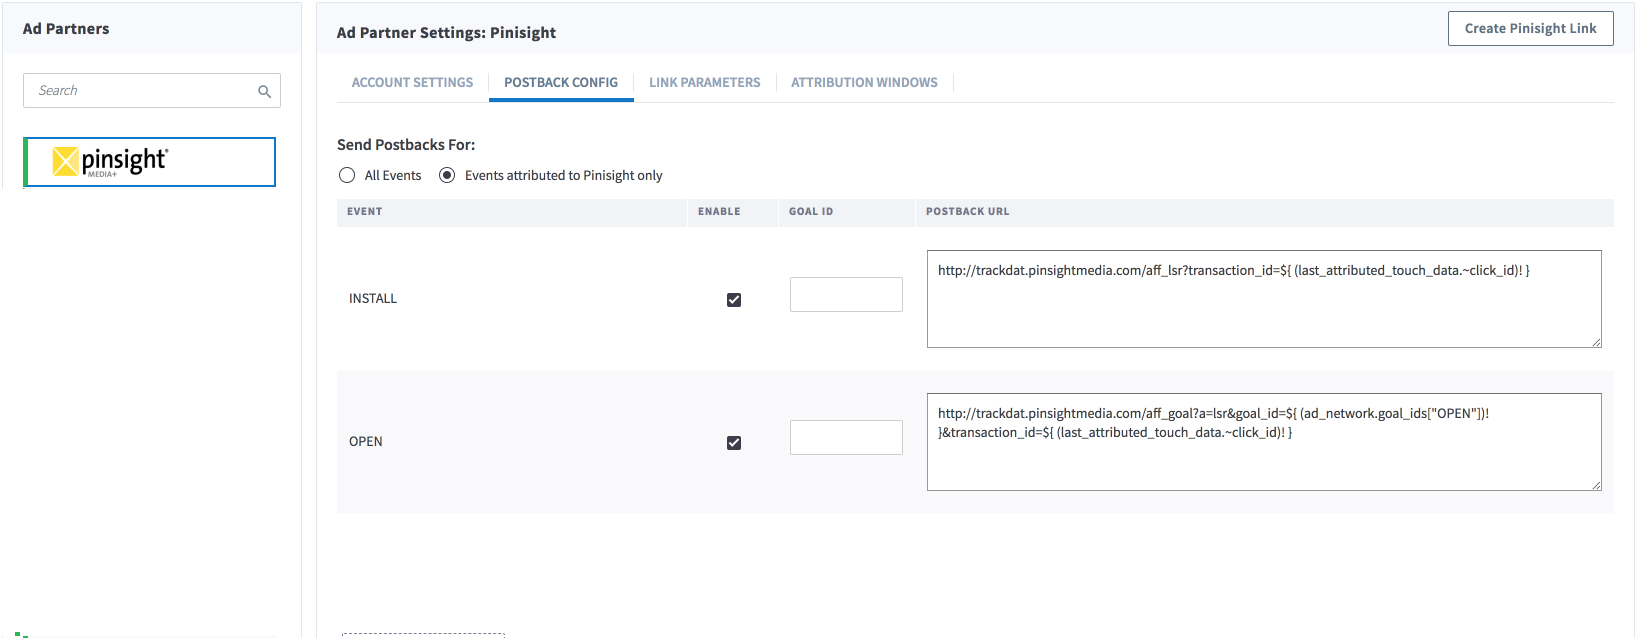 Ad Partners
Search
pinsight®
MEDIA+
Ad Partner Settings: Pinisight
Create Pinisight Link
ACCOUNT SETTINGS
POSTBACK CONFIG
LINK PARAMETERS
ATTRIBUTION WINDOWS
Send Postbacks For:
All Events
Events attributed to Pinisight only
EVENT
ENABLE
GOAL ID
POSTBACK URL
INSTALL
http://trackdat.pinsightmedia.com/aff_lsr?transaction_id=${ (last_attributed_touch_data.~click_id)! }
OPEN
http://trackdat.pinsightmedia.com/aff_goal?a=lsr&goal_id=${ (ad_network.goal_ids["OPEN"])!
}&transaction_id=${ (last_attributed_touch_data.~click_id)! }